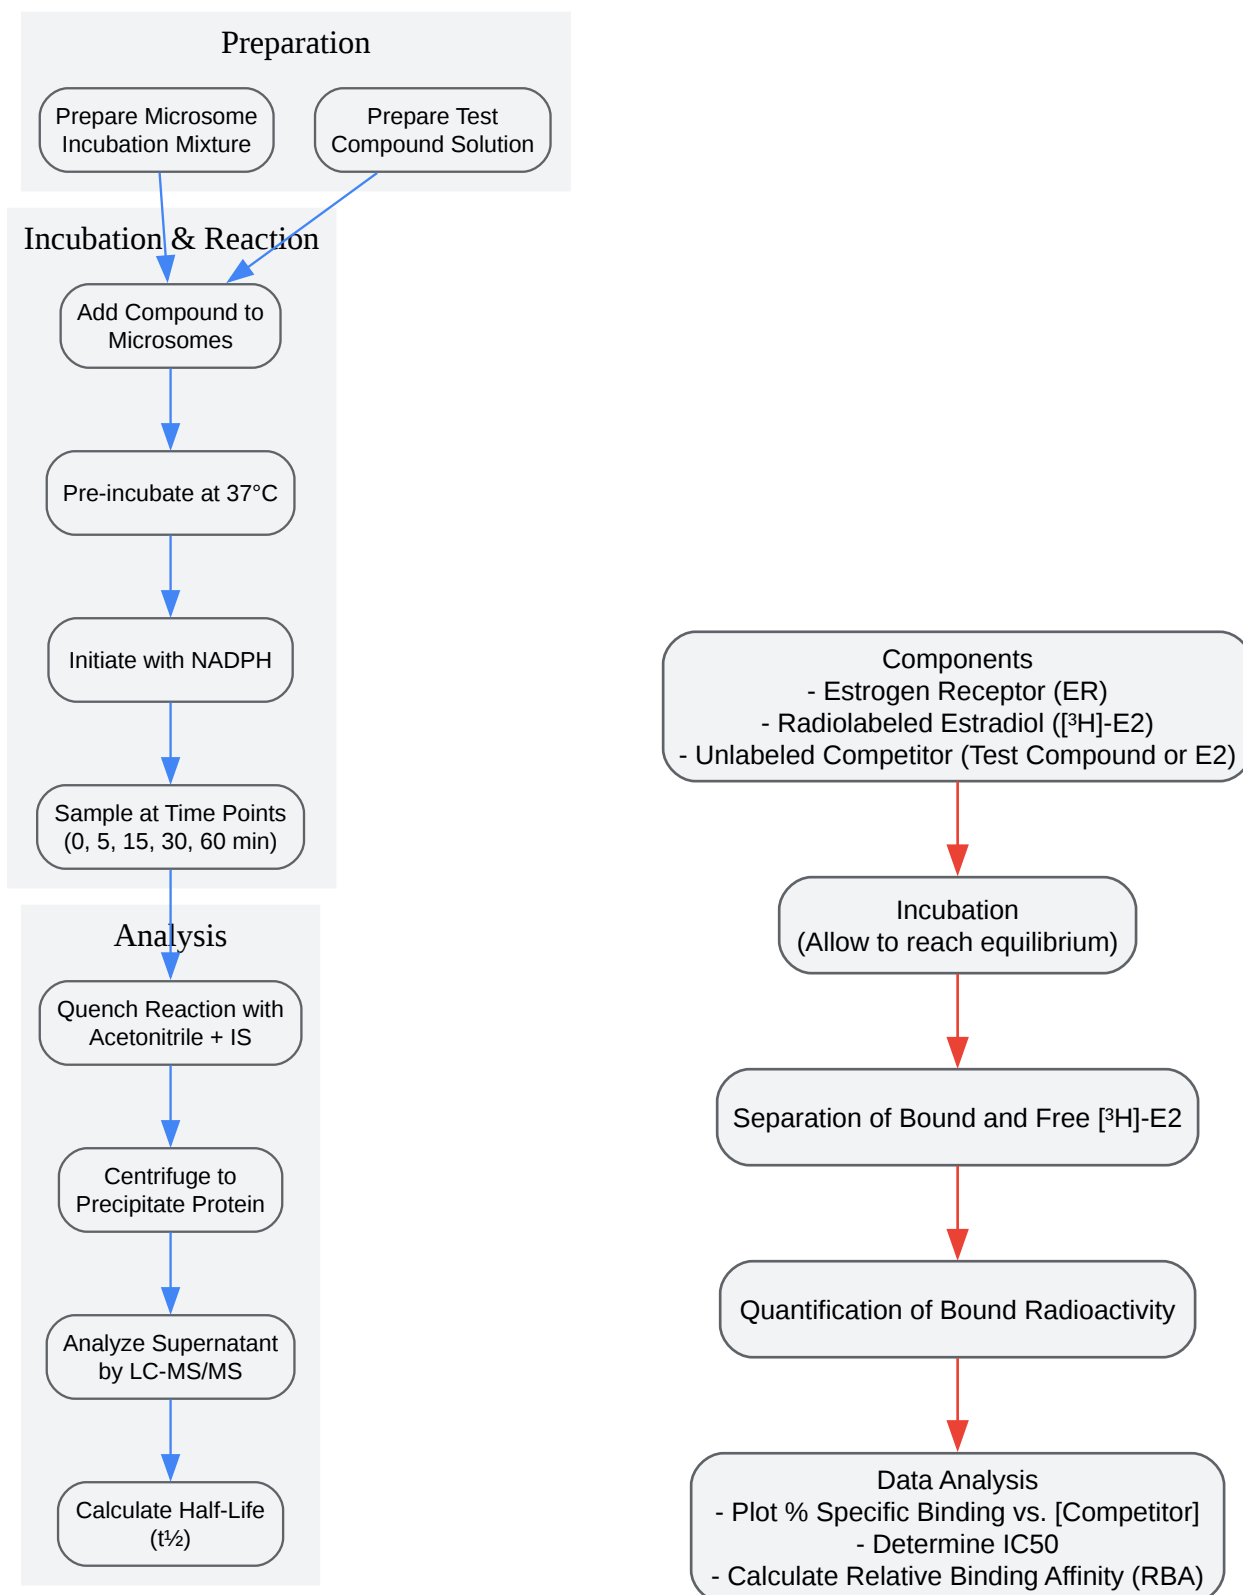 Preparation
Prepare Microsome
Incubation Mixture
Prepare Test
Compound Solution
Incubation & Reaction
Add Compound to
Microsomes
Pre-incubate at 37°C
Initiate with NADPH
Sample at Time Points
(0, 5, 15, 30, 60 min)
Analysis
Quench Reaction with
Acetonitrile + IS
Centrifuge to
Precipitate Protein
Analyze Supernatant
by LC-MS/MS
Calculate Half-Life
(t½)
Components
- Estrogen Receptor (ER)
- Radiolabeled Estradiol ([³H]-E2)
- Unlabeled Competitor (Test Compound or E2)
Incubation
(Allow to reach equilibrium)
Separation of Bound and Free [³H]-E2
Quantification of Bound Radioactivity
Data Analysis
- Plot % Specific Binding vs. [Competitor]
- Determine IC50
- Calculate Relative Binding Affinity (RBA)